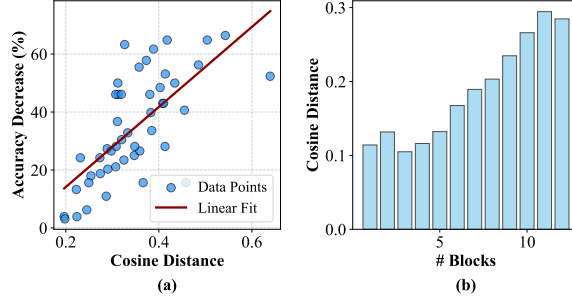 Accuracy Decrease (%)
60
40
20
0
0.2
0.4
0.6
Data Points
Linear Fit
Cosine Distance
(a)
Cosine Distance
0.3
0.2
0.1
0.0
5
10
# Blocks
(b)